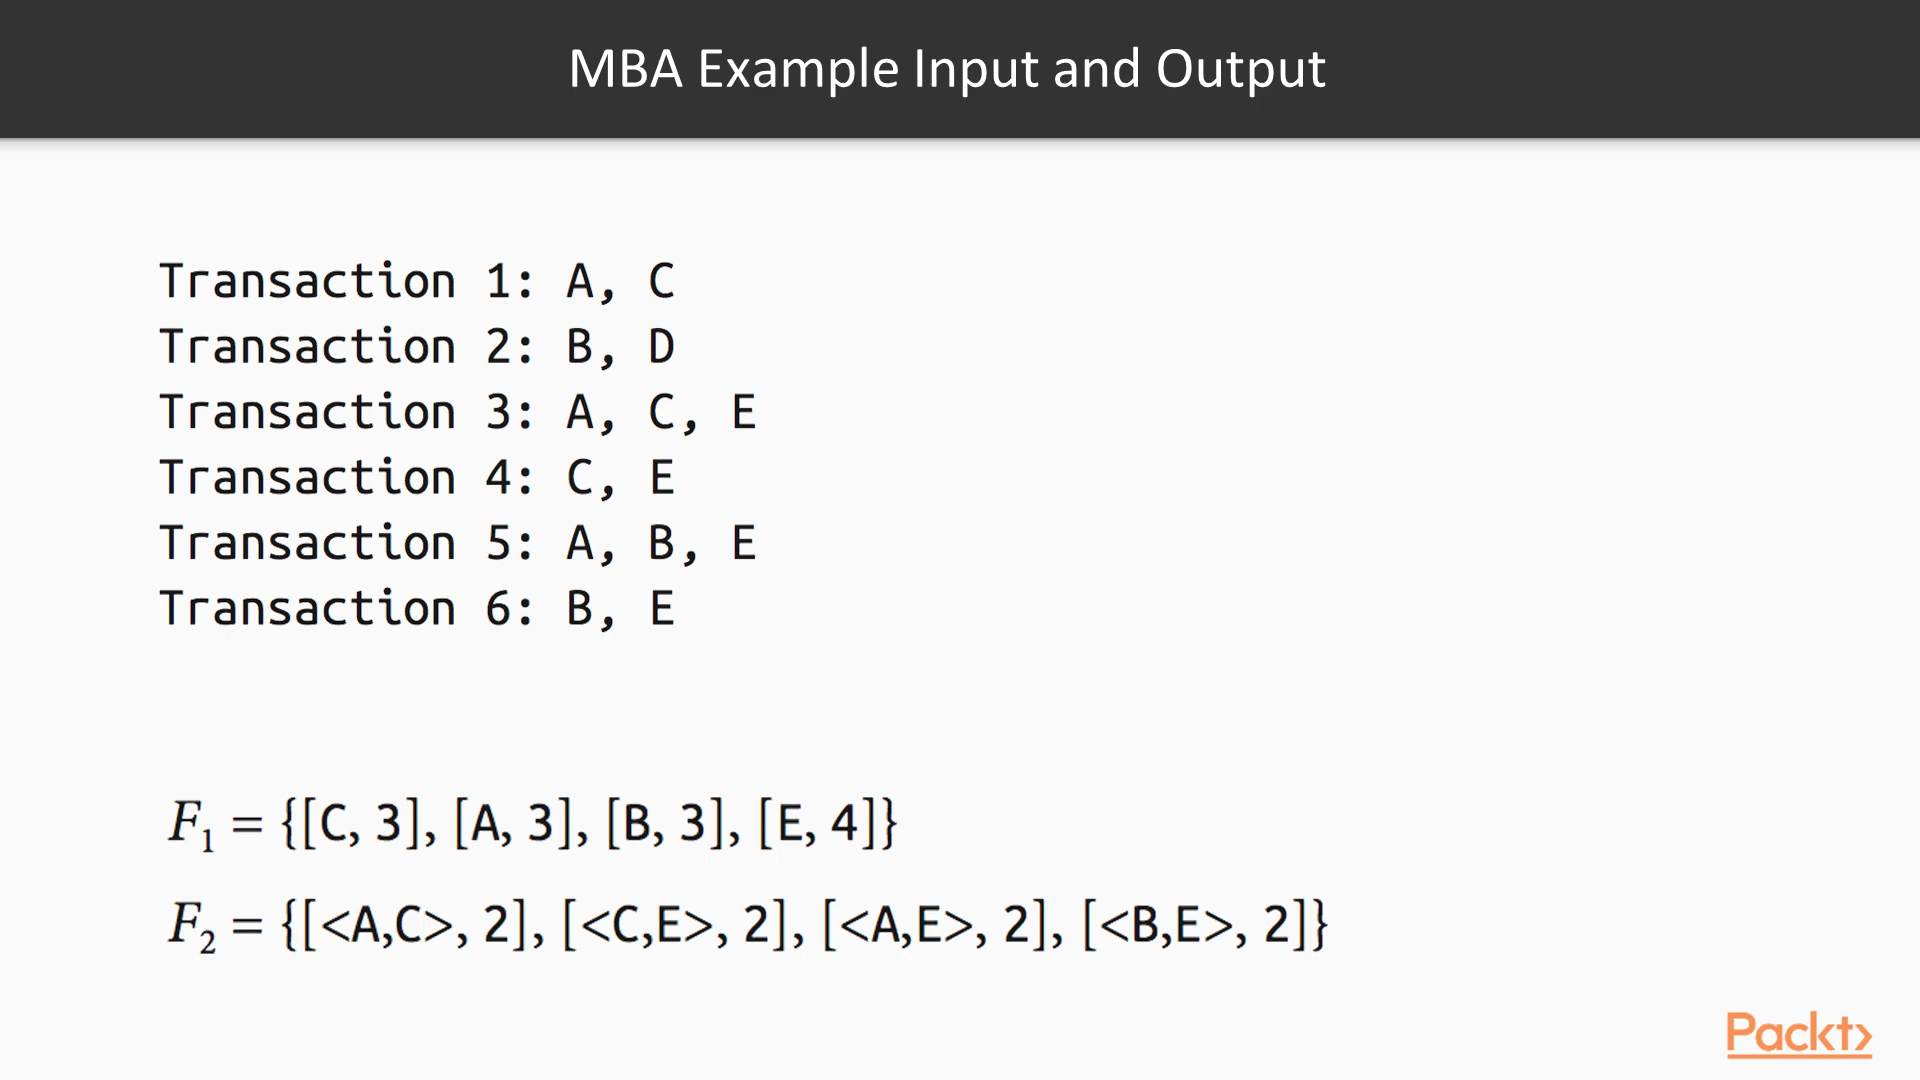 MBA Example Input and Output
Transaction 1: A, C
Transaction 2: B, D
Transaction 3: A, C, E
Transaction 4: C, E
Transaction 5: A, B, E
Transaction 6: B, E
F₁ = {[C, 3], [A, 3], [B, 3], [E, 4]}
F₂ = {[<A,C>, 2], [<C,E>, 2], [<A,E>, 2], [<B,E>, 2]}
Packt>